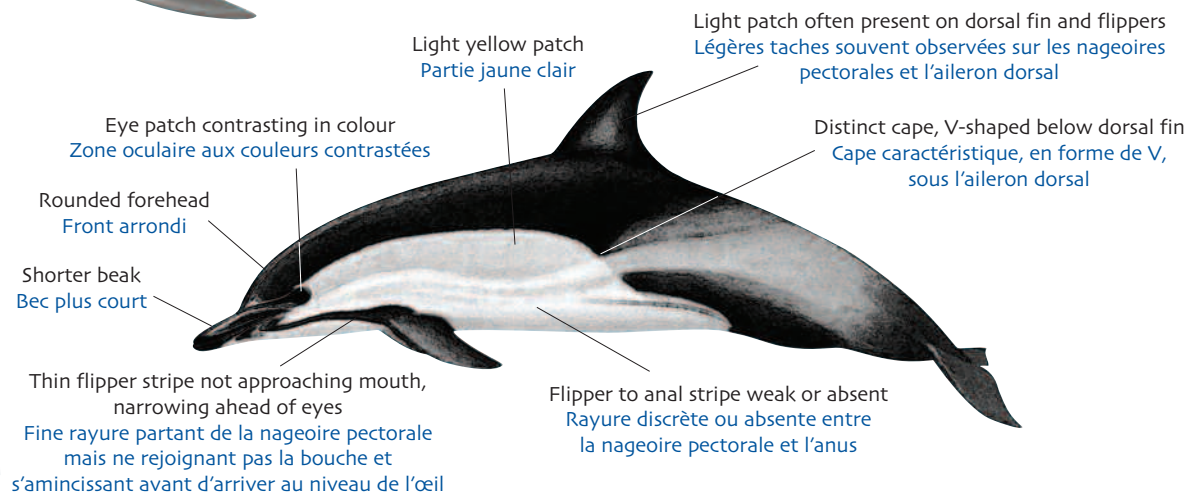 Light patch often present on dorsal fin and flippers
Légères taches souvent observées sur les nageoires
pectorales et l'aileron dorsal
Light yellow patch
Partie jaune clair
Eye patch contrasting in colour
Zone oculaire aux couleurs contrastées
Distinct cape, V-shaped below dorsal fin
Cape caractéristique, en forme de V,
sous l'aileron dorsal
Rounded forehead
Front arrondi
Shorter beak
Bec plus court
Thin flipper stripe not approaching mouth,
narrowing ahead of eyes
Fine rayure partant de la nageoire pectorale
mais ne rejoignant pas la bouche et
s'amincissant avant d'arriver au niveau de l'œil
Flipper to anal stripe weak or absent
Rayure discrète ou absente entre
la nageoire pectorale et l'anus